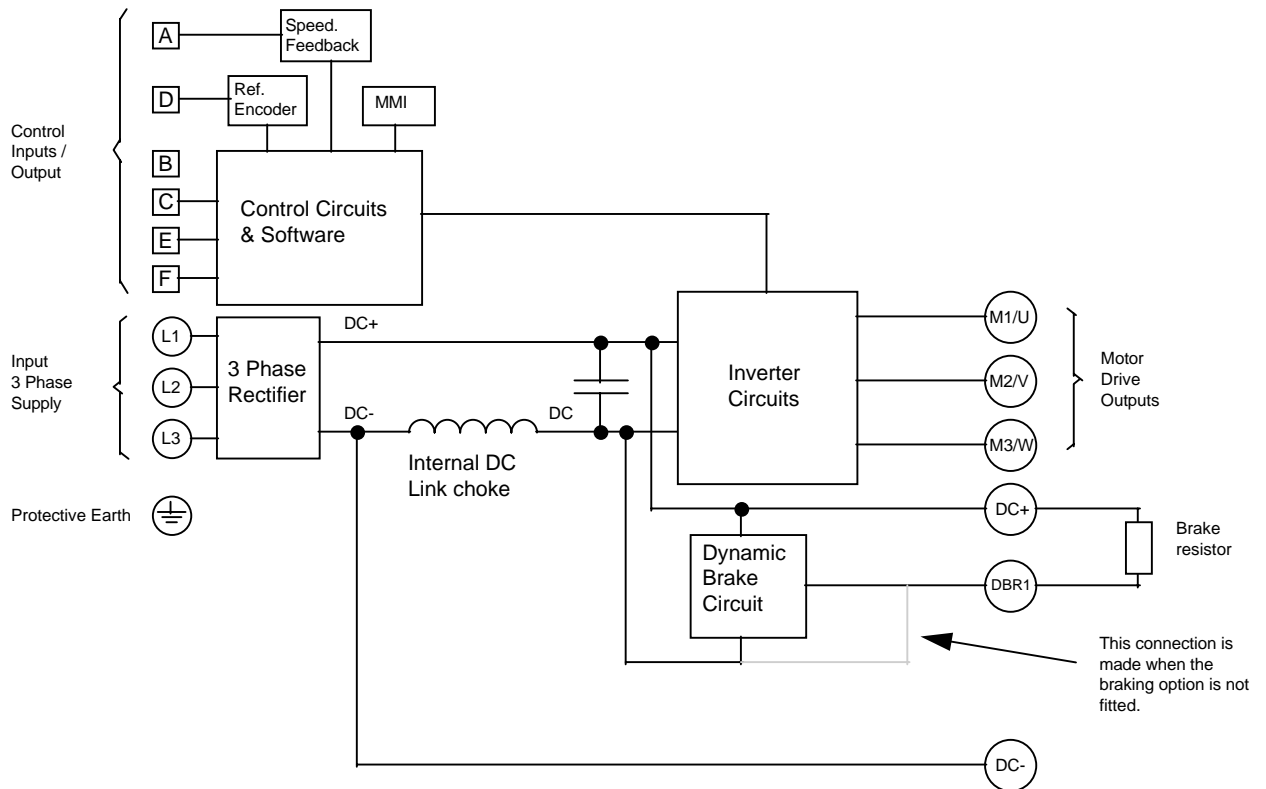 A
Speed.
Feedback
D
Ref.
Encoder
MMI
Control
Inputs /
Output
B
C
E
F
Control Circuits
& Software
Input
3 Phase
Supply
L1
L2
L3
3 Phase
Rectifier
DC+
DC-
DC
Internal DC
Link choke
Inverter
Circuits
M1/U
M2/V
M3/W
Motor
Drive
Outputs
Protective Earth
DC+
Brake
resistor
Dynamic
Brake
Circuit
DBR1
This connection is
made when the
braking option is not
fitted.
DC-